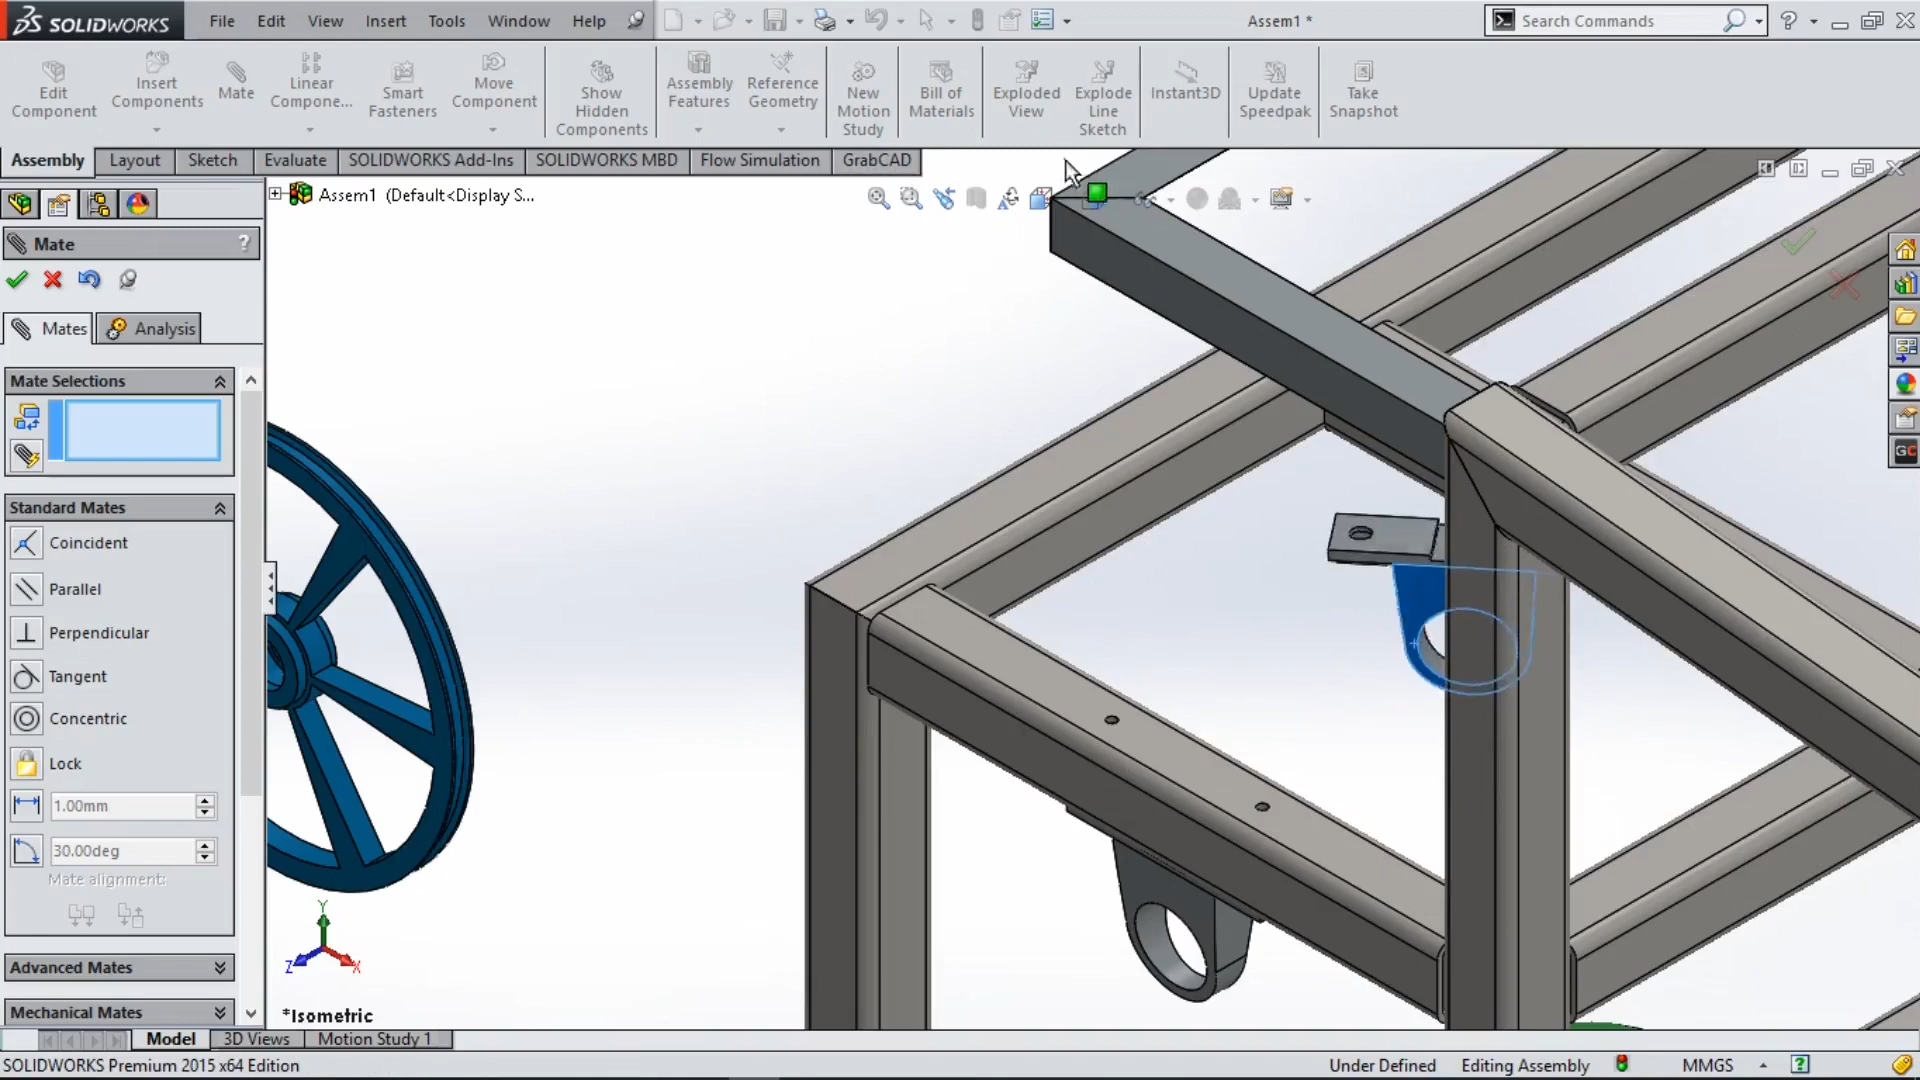 SOLIDWORKS File Edit View Insert Tools Window Help Assem1 * Search Commands ?
Edit Component
Insert Components
Mate
Linear Compone...
Smart Fasteners
Move Component
Show Hidden Components
Assembly Features
Reference Geometry
New Motion Study
Bill of Materials
Exploded View
Explode Line Sketch
Instant3D
Update Speedpak
Take Snapshot
Assembly Layout Sketch Evaluate SOLIDWORKS Add-Ins SOLIDWORKS MBD Flow Simulation GrabCAD
Assem1 (Default<Display S...
Mate ?
Mates Analysis
Mate Selections
Standard Mates
Coincident
Parallel
Perpendicular
Tangent
Concentric
Lock
1.00mm
30.00deg
Mate alignment:
Advanced Mates
Mechanical Mates
GC
Y
Z X
*Isometric
Model 3D Views Motion Study 1
SOLIDWORKS Premium 2015 x64 Edition Under Defined Editing Assembly MMGS ?